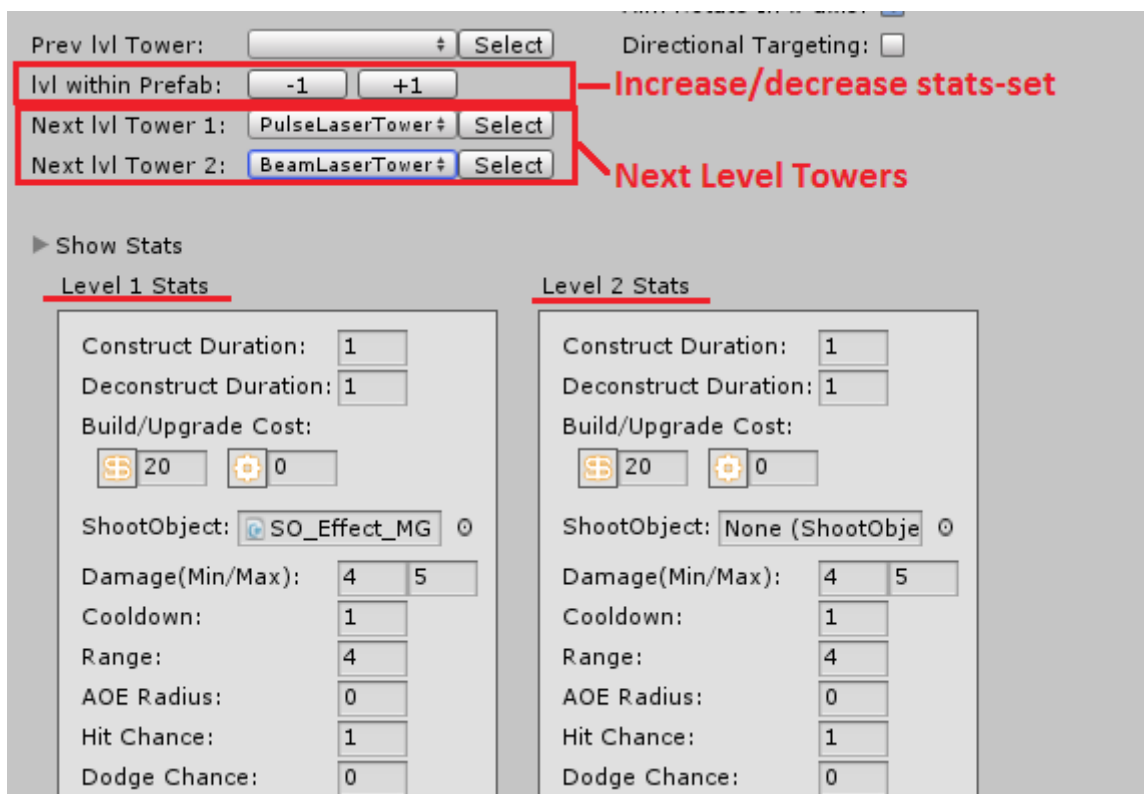 Prev lvl Tower: Select Directional Targeting:
lvl within Prefab: -1 +1 Increase/decrease stats-set
Next lvl Tower 1: PulseLaserTower Select
Next lvl Tower 2: BeamLaserTower Select
Next Level Towers
Show Stats
Level 1 Stats Level 2 Stats
Construct Duration: 1 Construct Duration: 1
Deconstruct Duration: 1 Deconstruct Duration: 1
Build/Upgrade Cost: Build/Upgrade Cost:
20 0 20 0
ShootObject: SO_Effect_MG ShootObject: None (ShootObje
Damage(Min/Max): 4 5 Damage(Min/Max): 4 5
Cooldown: 1 Cooldown: 1
Range: 4 Range: 4
AOE Radius: 0 AOE Radius: 0
Hit Chance: 1 Hit Chance: 1
Dodge Chance: 0 Dodge Chance: 0